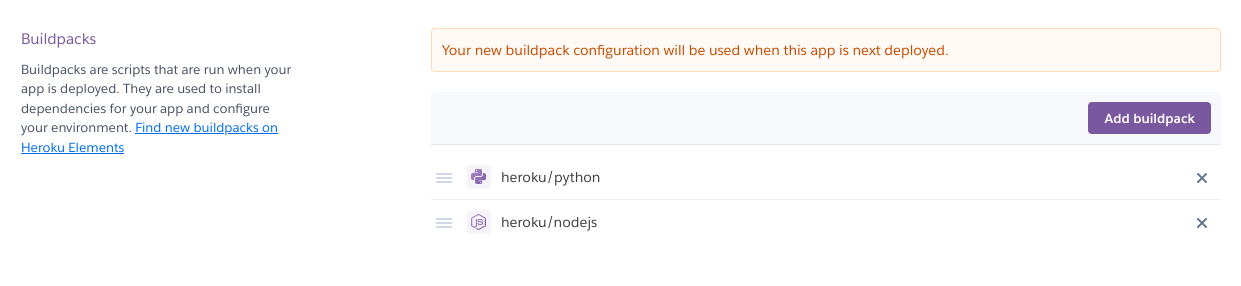 Buildpacks
Buildpacks are scripts that are run when your
app is deployed. They are used to install
dependencies for your app and configure
your environment. Find new buildpacks on
Heroku Elements
Your new buildpack configuration will be used when this app is next deployed.
Add buildpack
heroku/python
heroku/nodejs